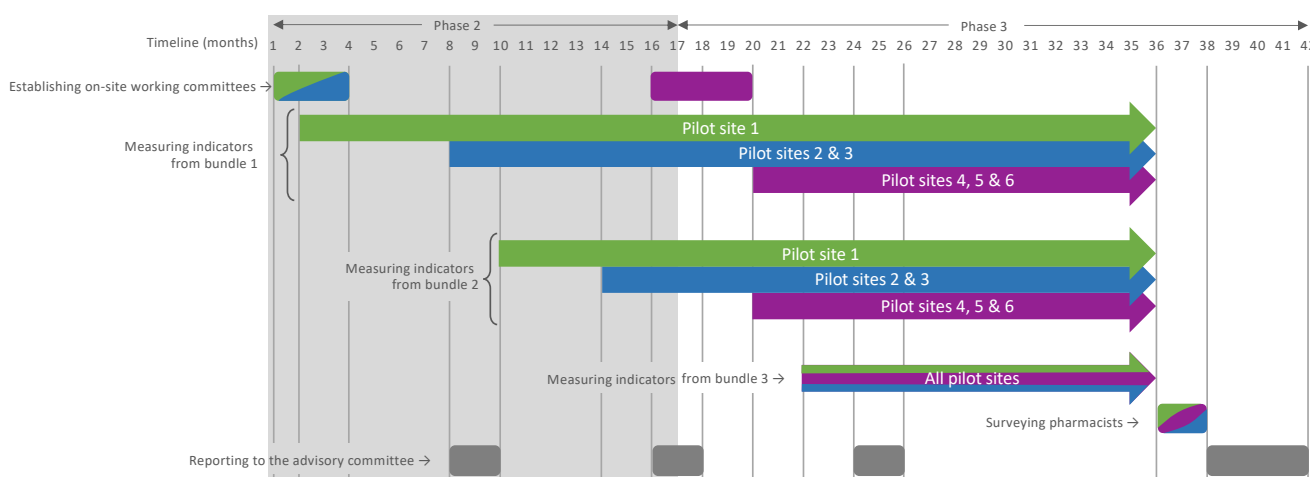 Phase 2
Phase 3
Timeline (months)
1 2 3 4 5 6 7 8 9 10 11 12 13 14 15 16 17 18 19 20 21 22 23 24 25 26 27 28 29 30 31 32 33 34 35 36 37 38 39 40 41 42
Establishing on-site working committees →
Measuring indicators
from bundle 1
Pilot site 1
Pilot sites 2 & 3
Pilot sites 4, 5 & 6
Measuring indicators
from bundle 2
Pilot site 1
Pilot sites 2 & 3
Pilot sites 4, 5 & 6
Measuring indicators from bundle 3 →
All pilot sites
Surveying pharmacists →
Reporting to the advisory committee →